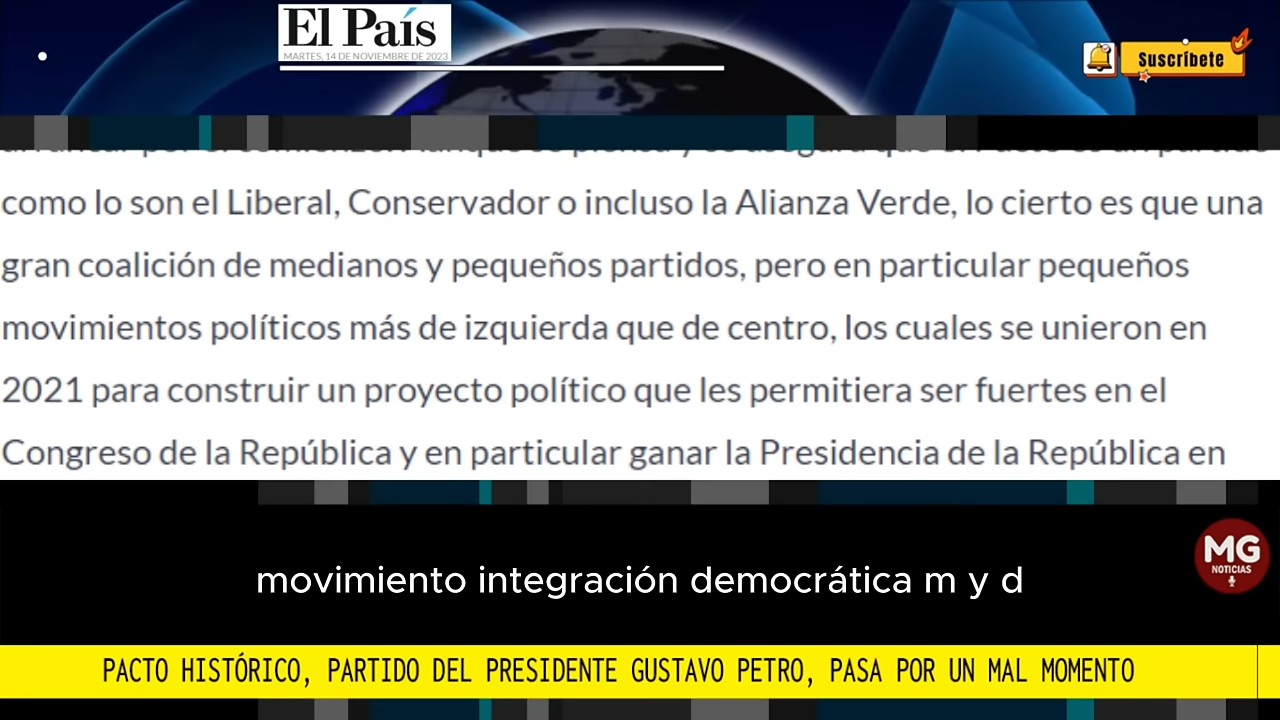 El País
MARTES, 14 DE NOVIEMBRE DE 2023
Suscríbete
como lo son el Liberal, Conservador o incluso la Alianza Verde, lo cierto es que una
gran coalición de medianos y pequeños partidos, pero en particular pequeños
movimientos políticos más de izquierda que de centro, los cuales se unieron en
2021 para construir un proyecto político que les permitiera ser fuertes en el
Congreso de la República y en particular ganar la Presidencia de la República en
MG
NOTICIAS
movimiento integración democrática m y d
PACTO HISTÓRICO, PARTIDO DEL PRESIDENTE GUSTAVO PETRO, PASA POR UN MAL MOMENTO